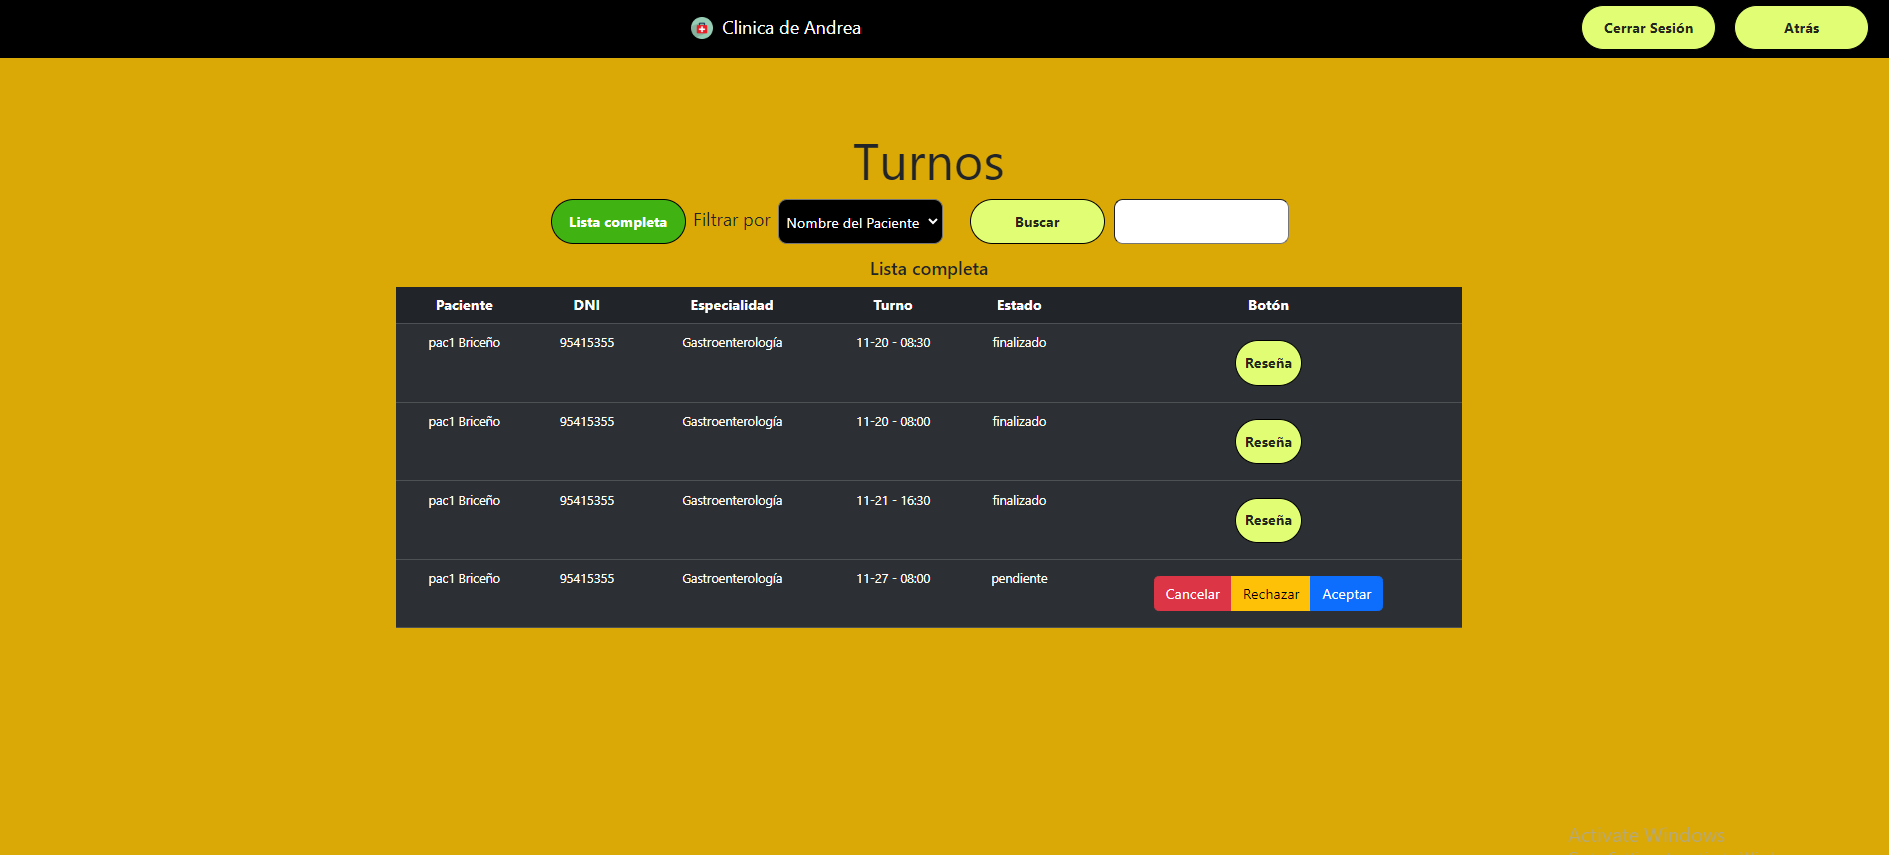 Clinica de Andrea
Cerrar Sesión
Atrás
Turnos
Lista completa Filtrar por Nombre del Paciente Buscar
Lista completa
Paciente DNI Especialidad Turno Estado Botón
pac1 Briceño 95415355 Gastroenterología 11-20 - 08:30 finalizado Reseña
pac1 Briceño 95415355 Gastroenterología 11-20 - 08:00 finalizado Reseña
pac1 Briceño 95415355 Gastroenterología 11-21 - 16:30 finalizado Reseña
pac1 Briceño 95415355 Gastroenterología 11-27 - 08:00 pendiente Cancelar Rechazar Aceptar
Activate Windows